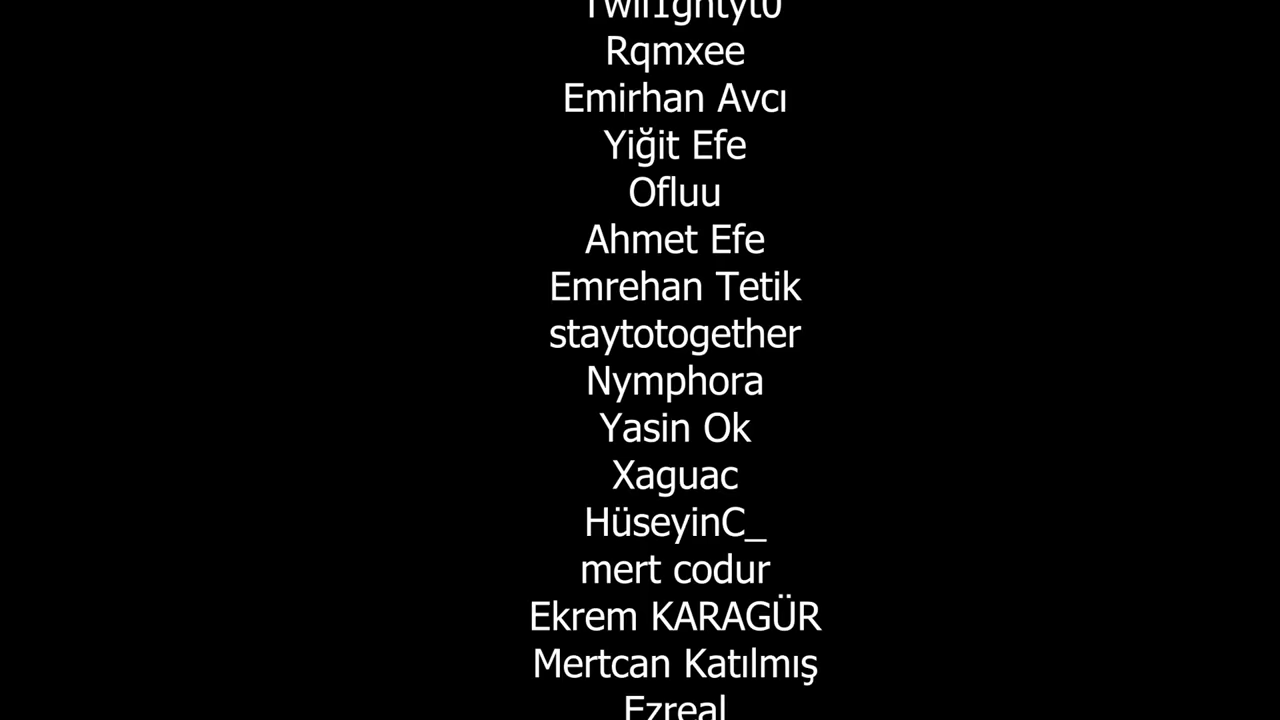 Rqmxee
Emirhan Avcı
Yiğit Efe
Ofluu
Ahmet Efe
Emrehan Tetik
staytotogether
Nymphora
Yasin Ok
Xaguac
HüseyinC_
mert codur
Ekrem KARAGÜR
Mertcan Katılmış
Ezreal